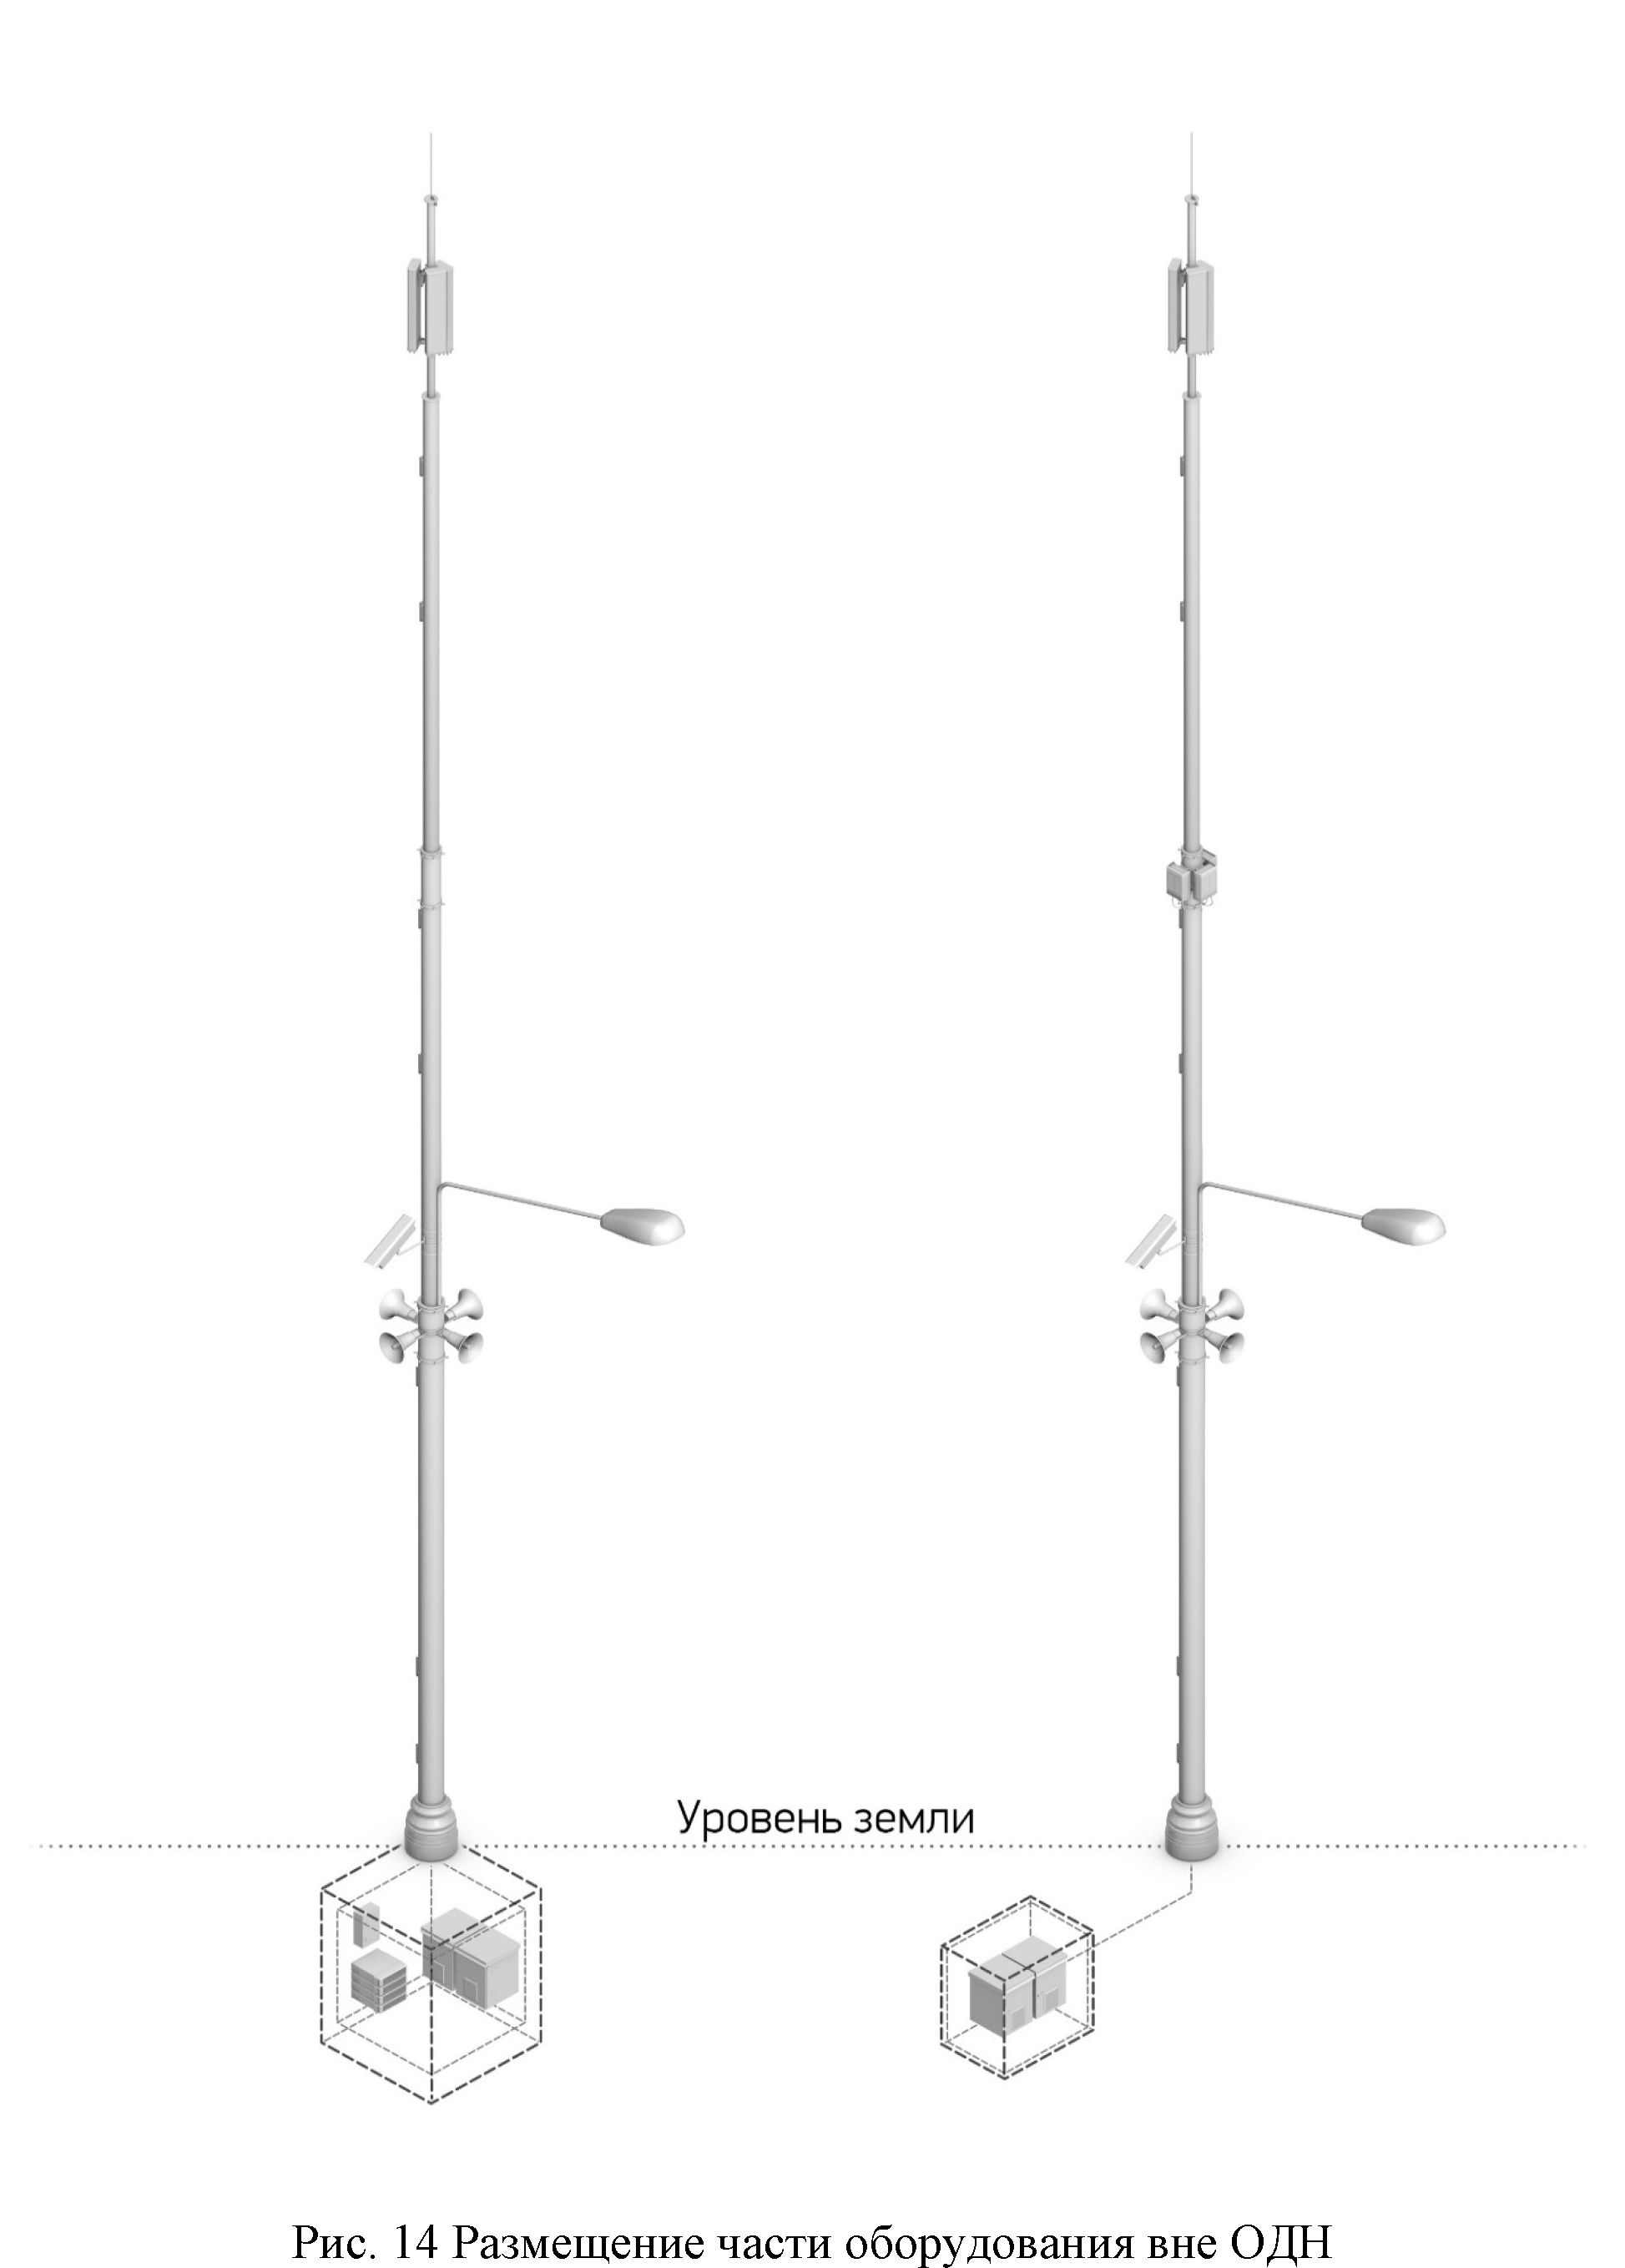 Уровень земли
Рис. 14 Размещение части оборудования вне ОДН